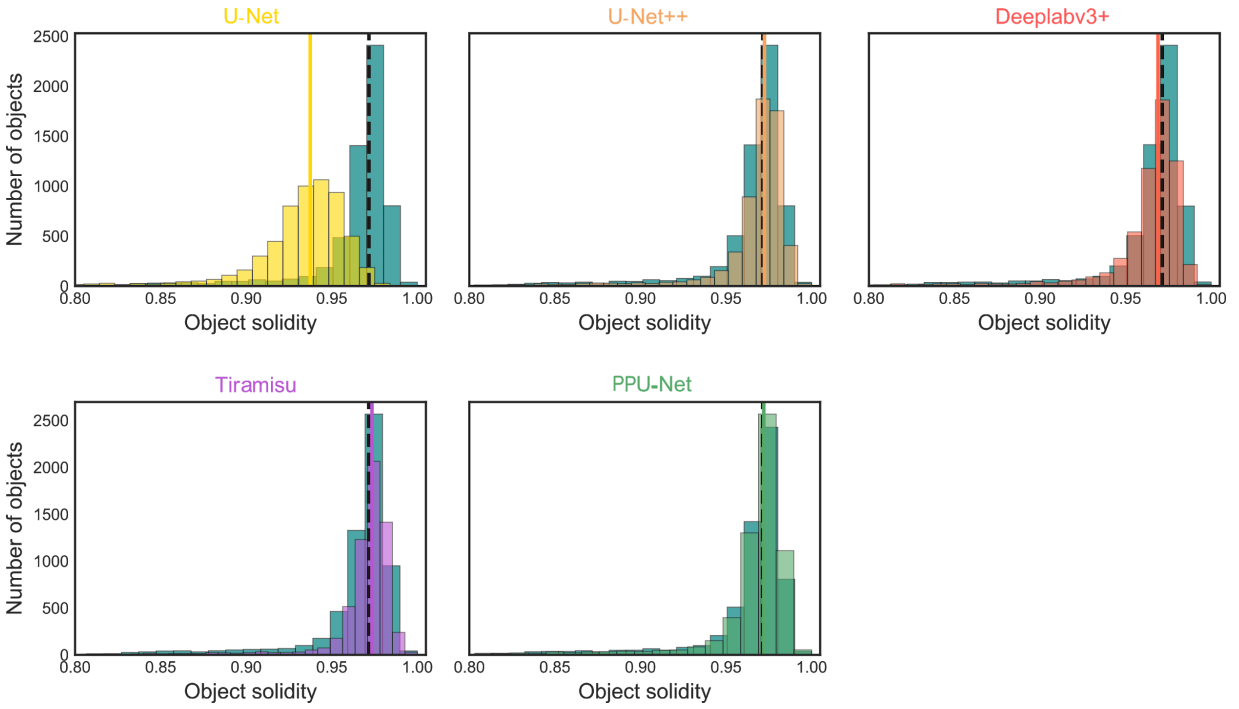 U-Net U-Net++ Deeplabv3+
2500
2000
1500
1000
500
0
Number of objects
0.80 0.85 0.90 0.95 1.00 0.80 0.85 0.90 0.95 1.00 0.80 0.85 0.90 0.95 1.00
Object solidity Object solidity Object solidity
Tiramisu PPU-Net
2500
2000
1500
1000
500
0
Number of objects
0.80 0.85 0.90 0.95 1.00 0.80 0.85 0.90 0.95 1.00
Object solidity Object solidity